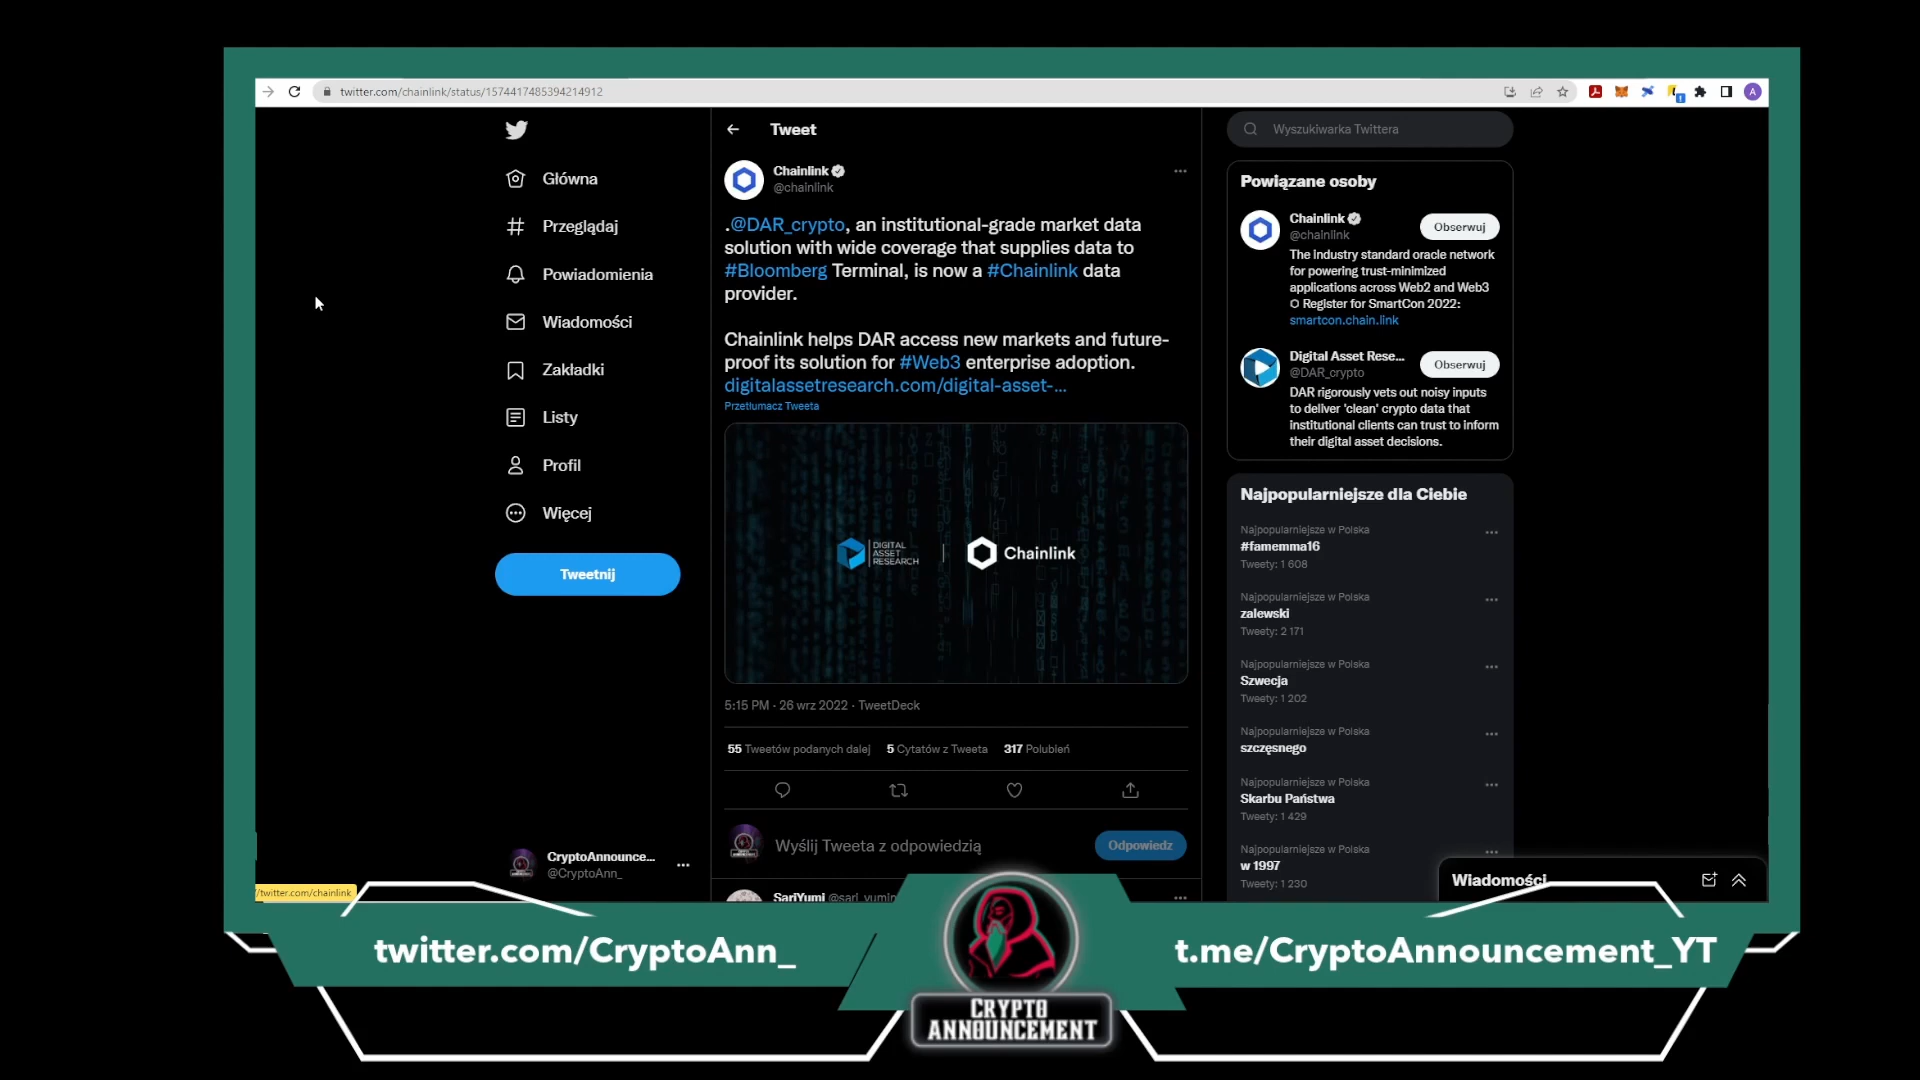 twitter.com/chainlink/status/1574417485394214912
A
Główna
Przeglądaj
Powiadomienia
Wiadomości
Zakładki
Listy
Profil
Więcej
Tweetnij
CryptoAnnounce...
@CryptoAnn_
/twitter.com/chainlink
Tweet
Chainlink
@chainlink
.@DAR_crypto, an institutional-grade market data
solution with wide coverage that supplies data to
#Bloomberg Terminal, is now a #Chainlink data
provider.
Chainlink helps DAR access new markets and future-
proof its solution for #Web3 enterprise adoption.
digitalassetresearch.com/digital-asset-...
Przetłumacz Tweeta
DIGITAL
ASSET
RESEARCH
Chainlink
5:15 PM · 26 wrz 2022 · TweetDeck
55 Tweetów podanych dalej 5 Cytatów z Tweeta 317 Polubień
Wyślij Tweeta z odpowiedzią
Odpowiedz
SariYumi
Wyszukiwarka Twittera
Powiązane osoby
Chainlink
@chainlink
Obserwuj
The industry standard oracle network
for powering trust-minimized
applications across Web2 and Web3
Register for SmartCon 2022:
smartcon.chain.link
Digital Asset Rese...
@DAR_crypto
Obserwuj
DAR rigorously vets out noisy inputs
to deliver 'clean' crypto data that
institutional clients can trust to inform
their digital asset decisions.
Najpopularniejsze dla Ciebie
Najpopularniejsze w Polska
#famemma16
Tweety: 1 608
Najpopularniejsze w Polska
zalewski
Tweety: 2 171
Najpopularniejsze w Polska
Szwecja
Tweety: 1 202
Najpopularniejsze w Polska
szczęsnego
Najpopularniejsze w Polska
Skarbu Państwa
Tweety: 1 429
Najpopularniejsze w Polska
w 1997
Tweety: 1 230
Wiadomości
twitter.com/CryptoAnn_
t.me/CryptoAnnouncement_YT
CRYPTO
ANNOUNCEMENT